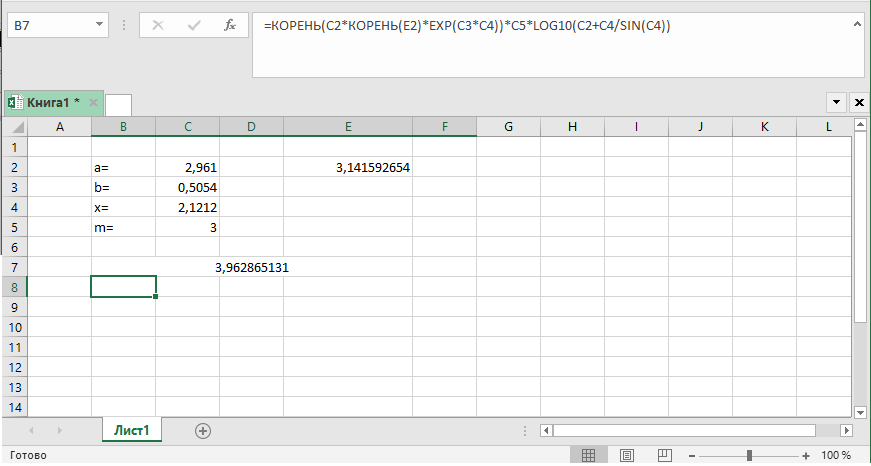 B7 fx =КОРЕНЬ(C2*КОРЕНЬ(E2)*EXP(C3*C4))*C5*LOG10(C2+C4/SIN(C4))
Книга1 *
A B C D E F G H I J K L
1
2 a= 2,961 3,141592654
3 b= 0,5054
4 x= 2,1212
5 m= 3
6
7 3,962865131
8
9
10
11
12
13
14
Лист1
Готово 100 %